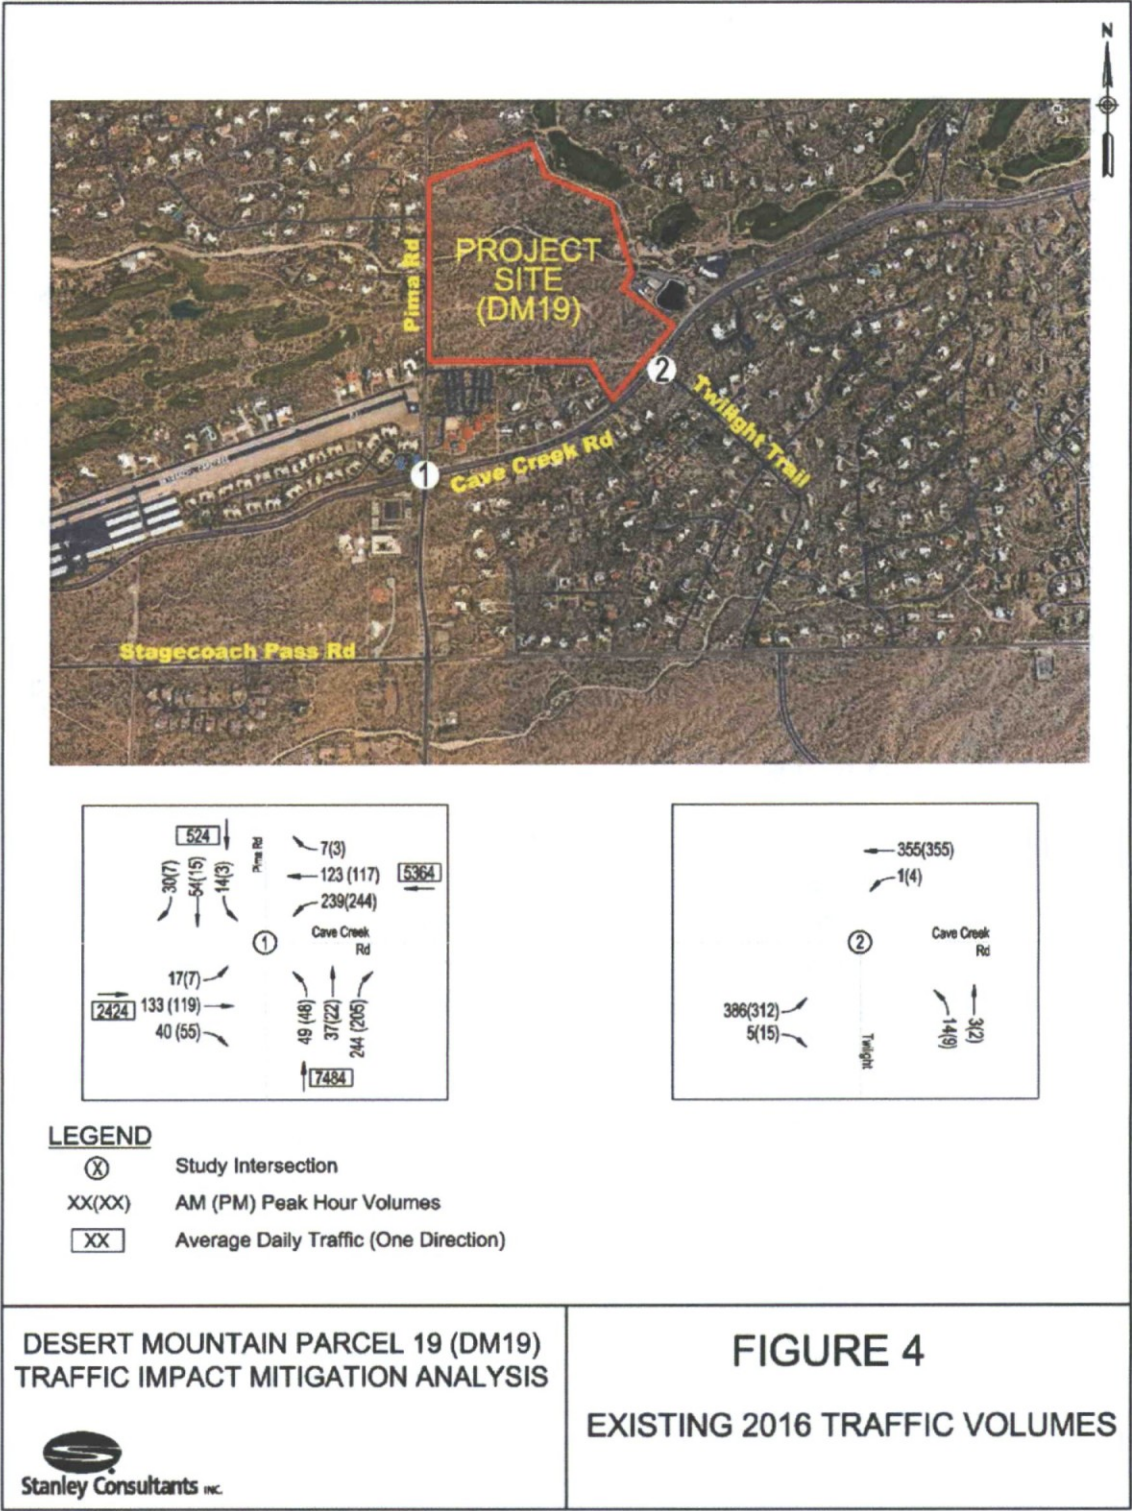 N
PROJECT
SITE
(DM19)
Pima Rd
2
Twilight Trail
1
Cave Creek Rd
Stagecoach Pass Rd
524
30(7)
54(15)
14(3)
Pima Rd
7(3)
123 (117)
5364
239(244)
1
Cave Creek
Rd
17(7)
2424
133 (119)
40 (55)
49 (48)
37(22)
244 (205)
7484
355(355)
1(4)
2
Cave Creek
Rd
386(312)
5(15)
Twilight
14(9)
3(2)
LEGEND
X
Study Intersection
XX(XX)
AM (PM) Peak Hour Volumes
XX
Average Daily Traffic (One Direction)
DESERT MOUNTAIN PARCEL 19 (DM19)
TRAFFIC IMPACT MITIGATION ANALYSIS
Stanley Consultants INC.
FIGURE 4
EXISTING 2016 TRAFFIC VOLUMES